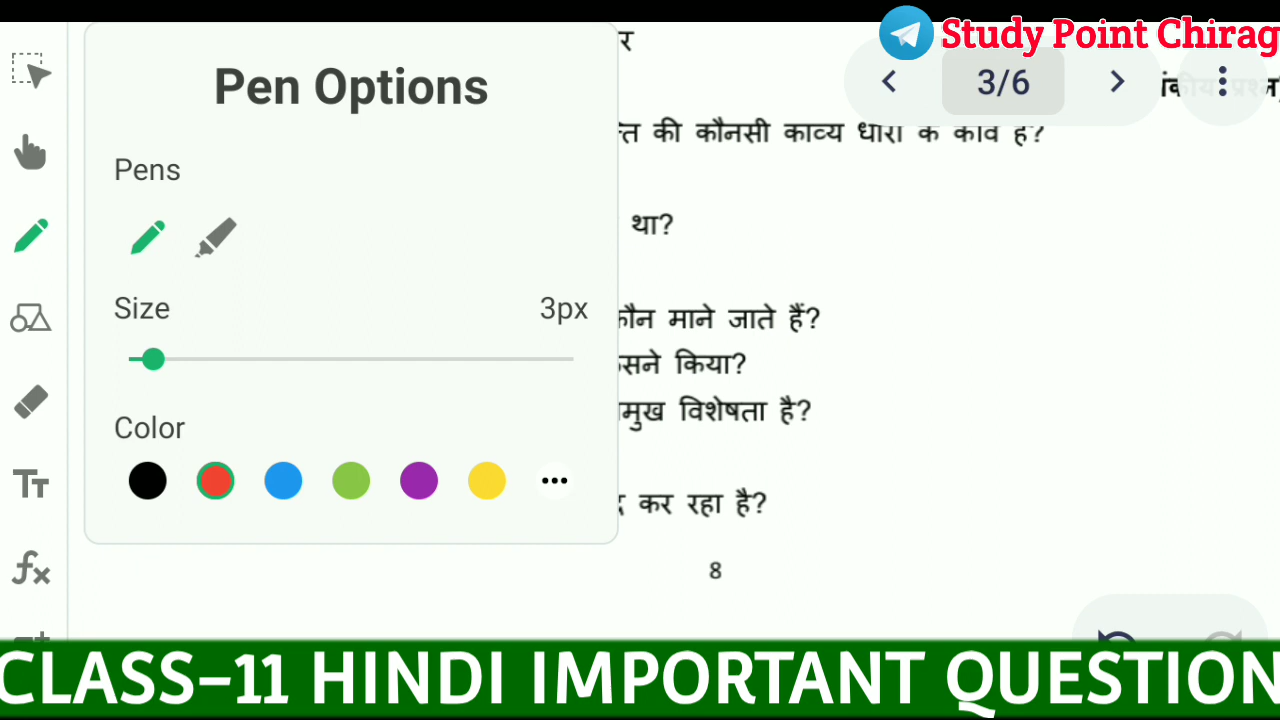 Study Point Chirag
Pen Options
3/6
र
की कौनसी काव्य धारा के कवि हैं?
Pens
था?
Size 3px
माने जाते हैं?
किया?
विशेषता है?
Color
कर रहा है?
8
CLASS-11 HINDI IMPORTANT QUESTION